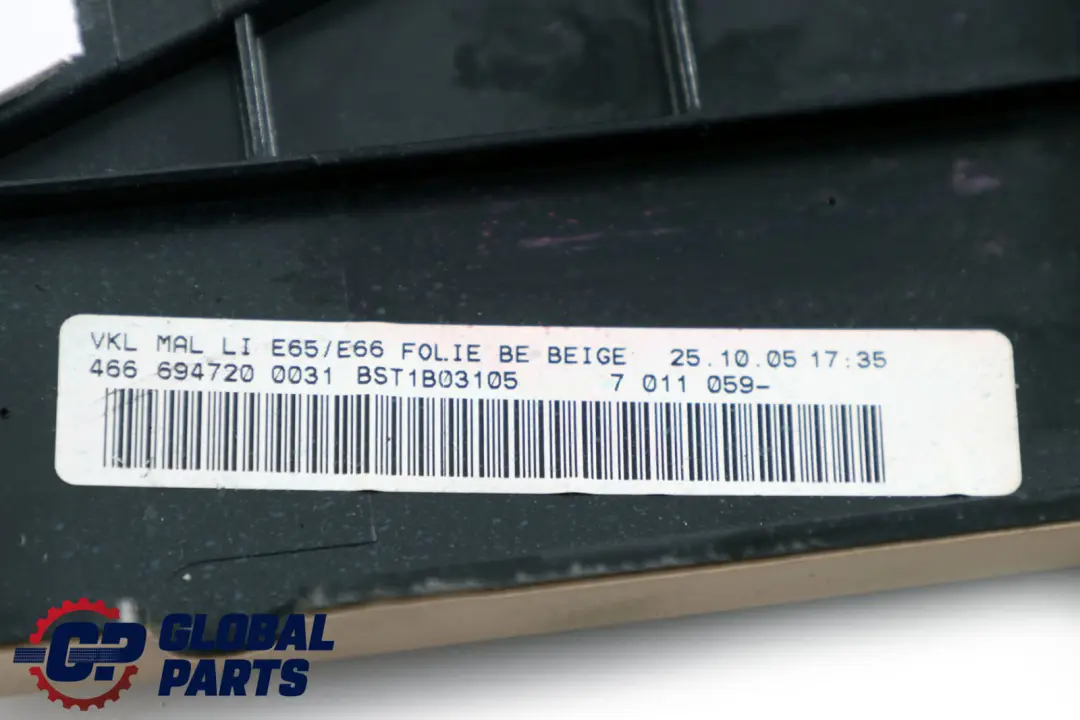 VKL MAL LI E65/E66 FOLIE BE BEIGE 25.10.05 17:35
466 694720 0031 BST1B03105 7 011 059-
GP GLOBAL
PARTS